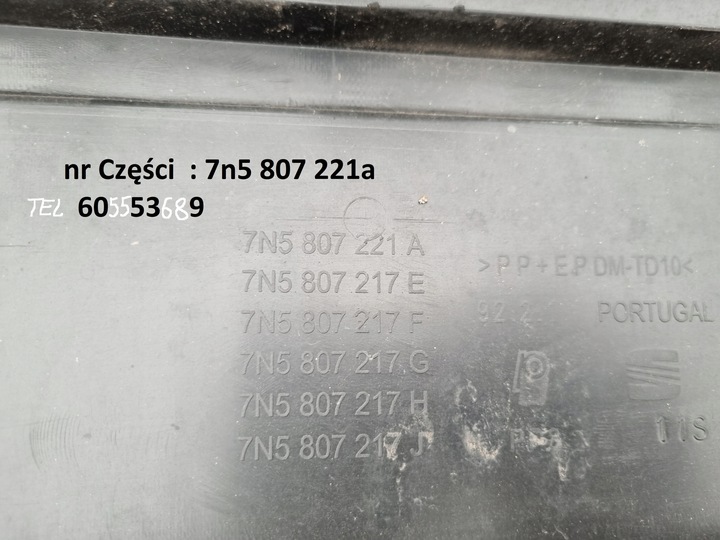 nr Części : 7n5 807 221a
TEL 605553689
7N5 807 221 A
7N5 807 217 E
7N5 807 217 F
7N5 807 217 G
7N5 807 217 H
7N5 807 217 J
>PP+EPDM-TD10<
PORTUGAL
11S